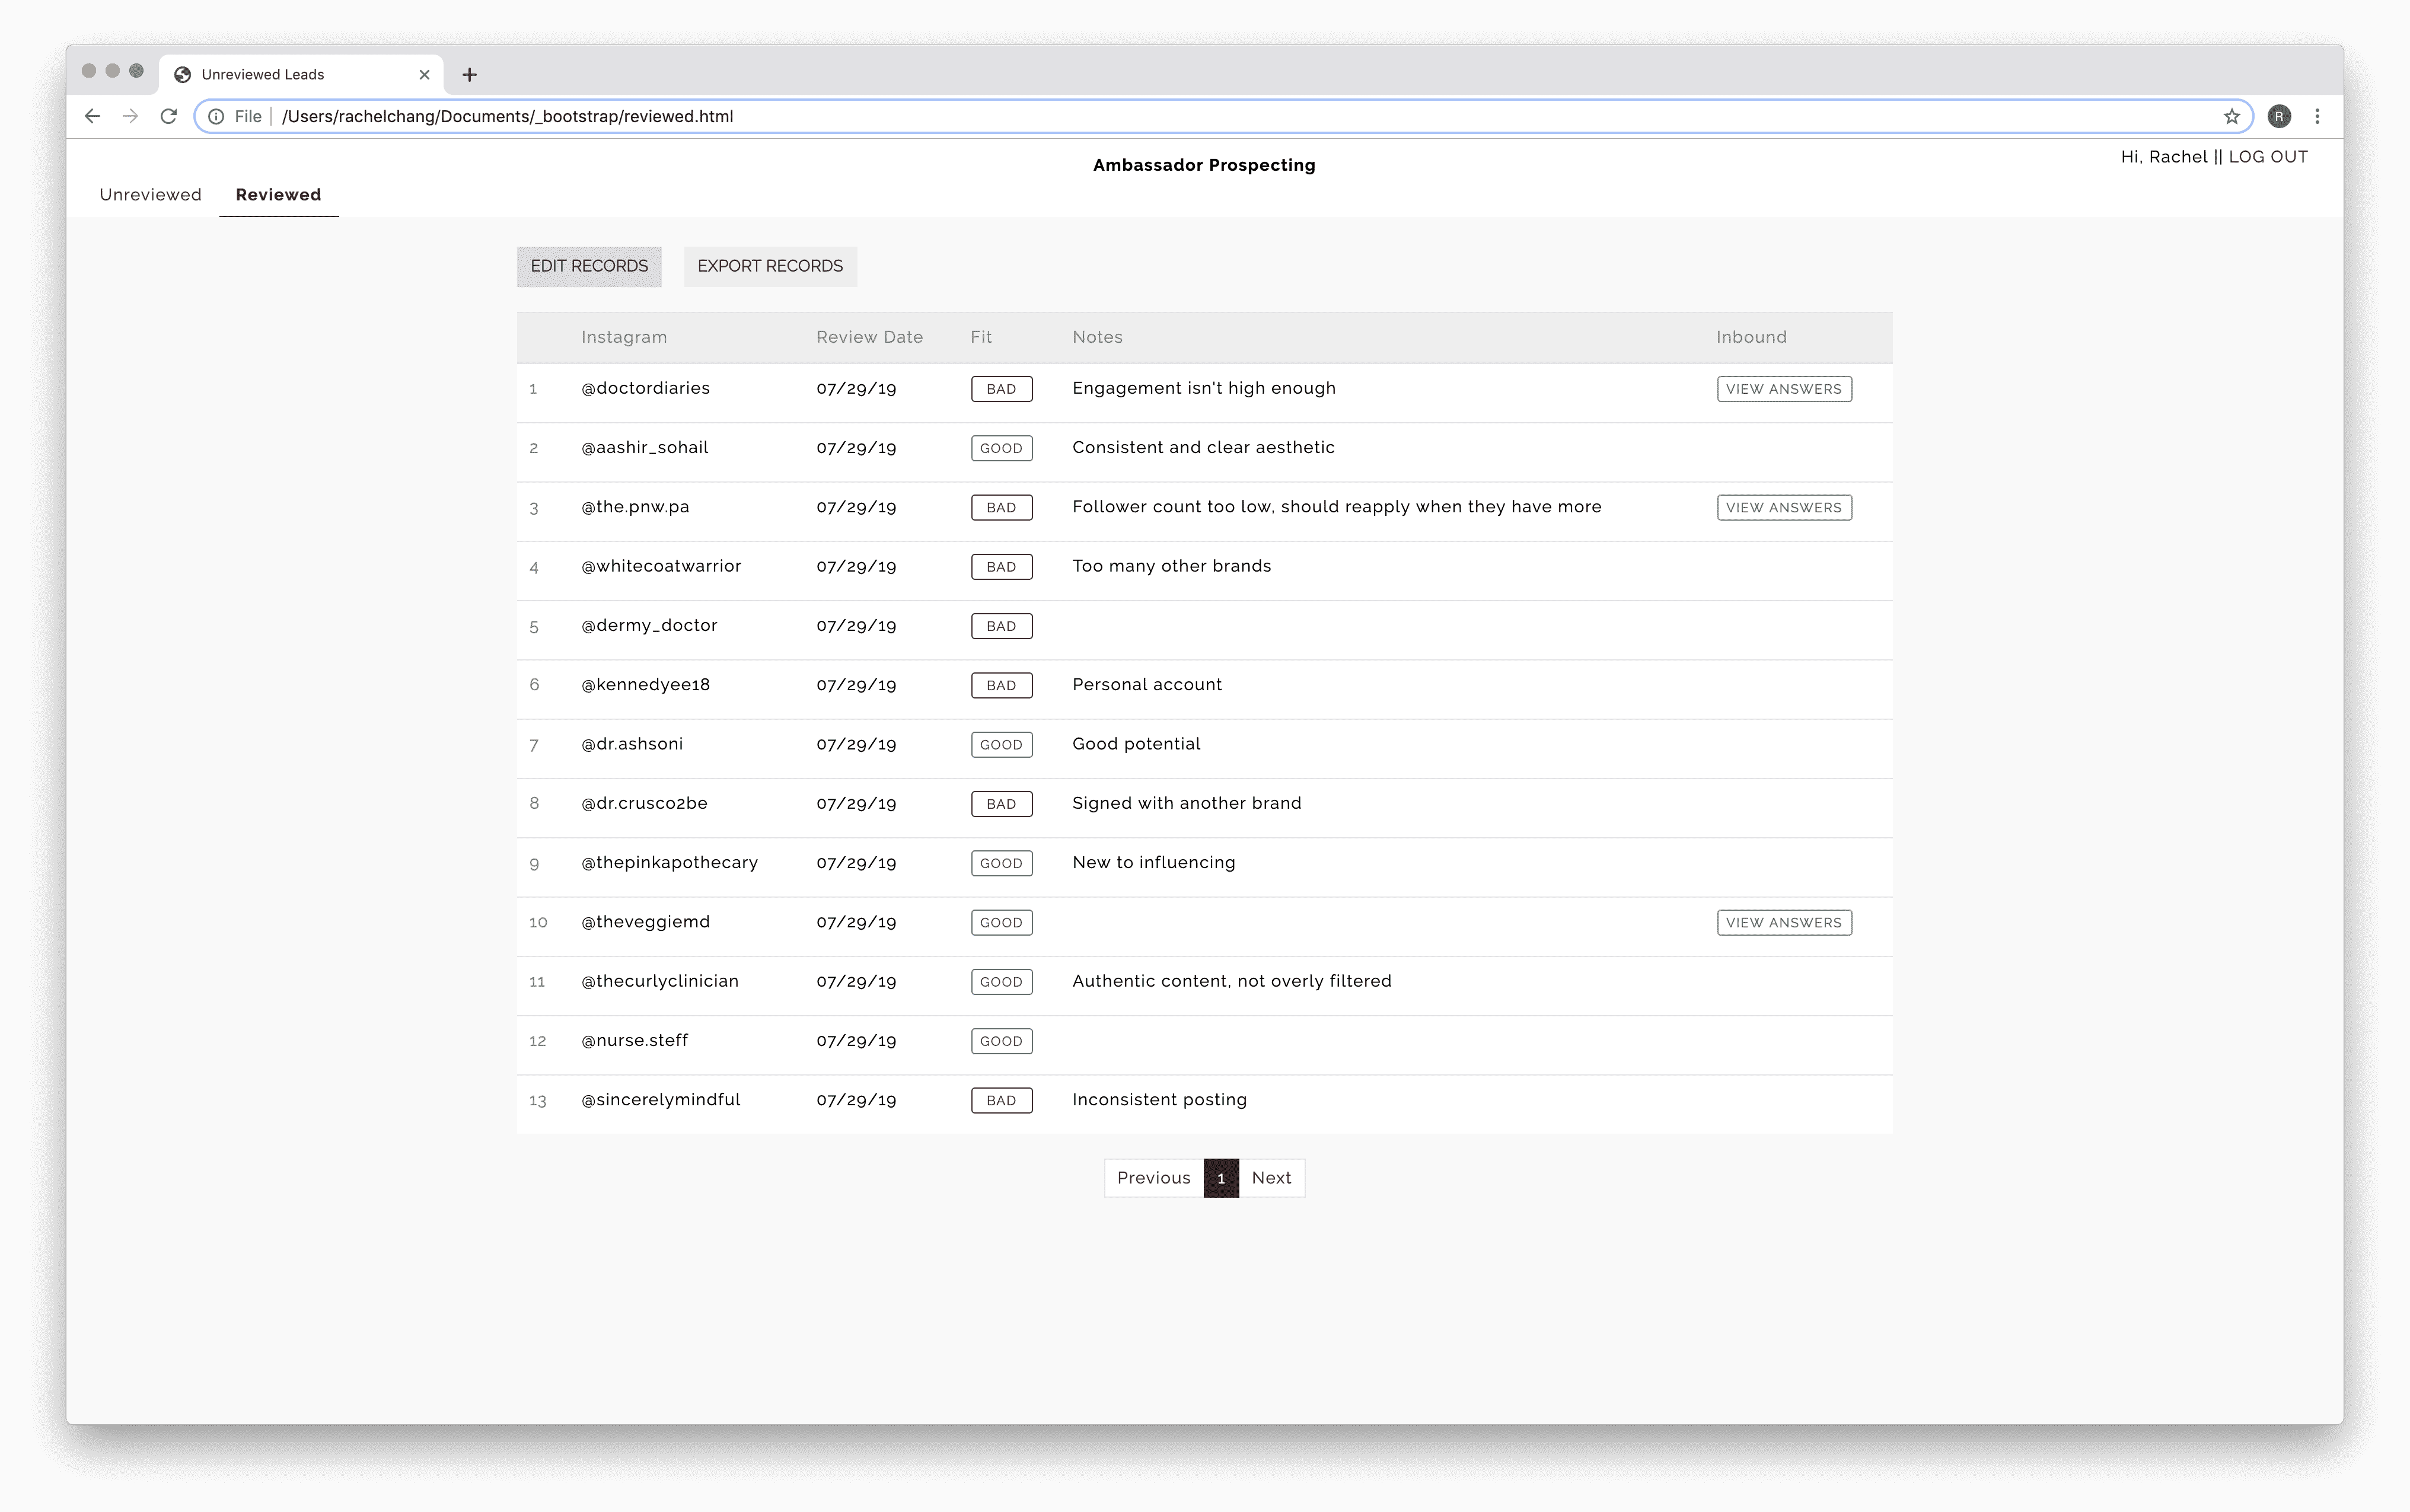 Unreviewed Leads
File | /Users/rachelchang/Documents/_bootstrap/reviewed.html
R
Ambassador Prospecting
Hi, Rachel || LOG OUT
Unreviewed Reviewed
EDIT RECORDS EXPORT RECORDS
Instagram Review Date Fit Notes Inbound
1 @doctordiaries 07/29/19 BAD Engagement isn't high enough VIEW ANSWERS
2 @aashir_sohail 07/29/19 GOOD Consistent and clear aesthetic
3 @the.pnw.pa 07/29/19 BAD Follower count too low, should reapply when they have more VIEW ANSWERS
4 @whitecoatwarrior 07/29/19 BAD Too many other brands
5 @dermy_doctor 07/29/19 BAD
6 @kennedyee18 07/29/19 BAD Personal account
7 @dr.ashsoni 07/29/19 GOOD Good potential
8 @dr.crusco2be 07/29/19 BAD Signed with another brand
9 @thepinkapothecary 07/29/19 GOOD New to influencing
10 @theveggiemd 07/29/19 GOOD VIEW ANSWERS
11 @thecurlyclinician 07/29/19 GOOD Authentic content, not overly filtered
12 @nurse.steff 07/29/19 GOOD
13 @sincerelymindful 07/29/19 BAD Inconsistent posting
Previous 1 Next